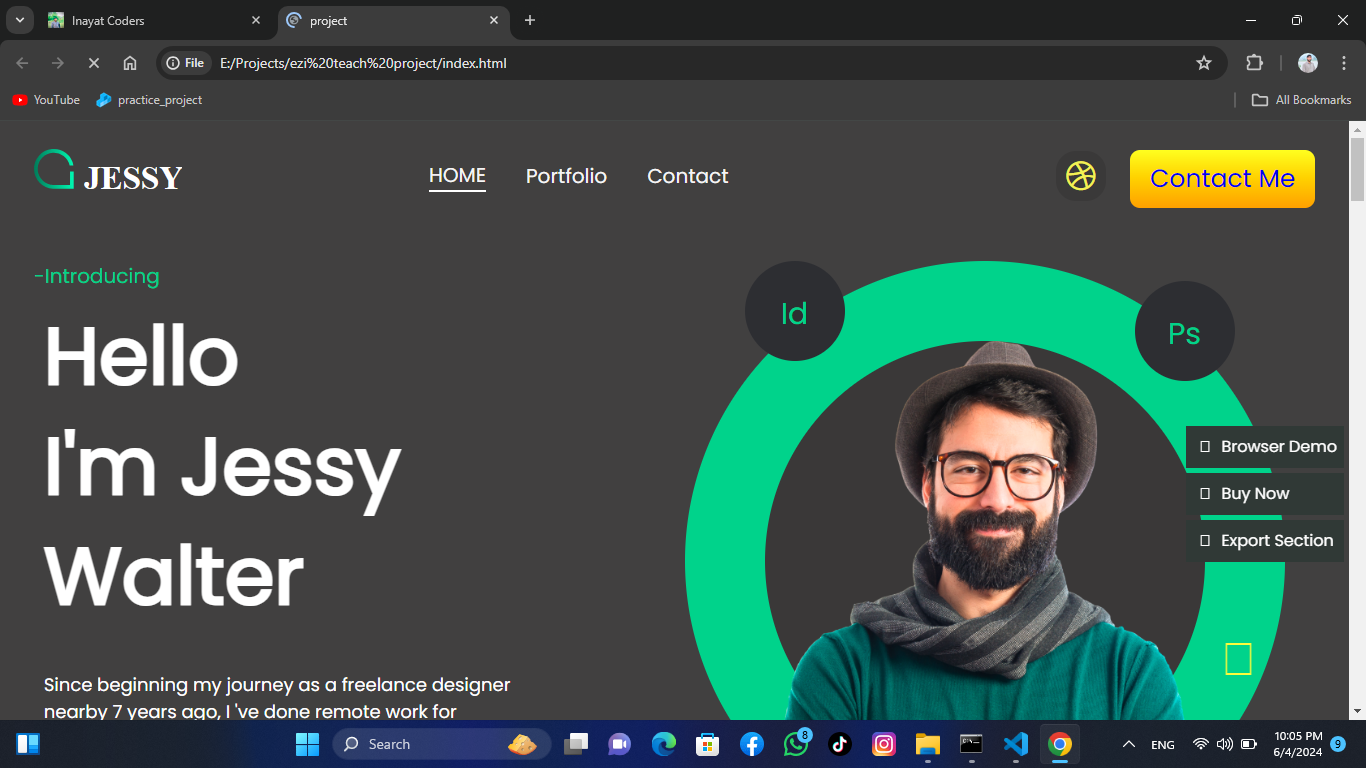 Inayat Coders
project
File
E:/Projects/ezi%20teach%20project/index.html
YouTube
practice_project
All Bookmarks
JESSY
HOME
Portfolio
Contact
Contact Me
-Introducing
Id
Ps
Hello
I'm Jessy
Walter
Browser Demo
Buy Now
Export Section
Since beginning my journey as a freelance designer
nearby 7 years ago, I 've done remote work for
Search
8
ENG
10:05 PM
6/4/2024
9